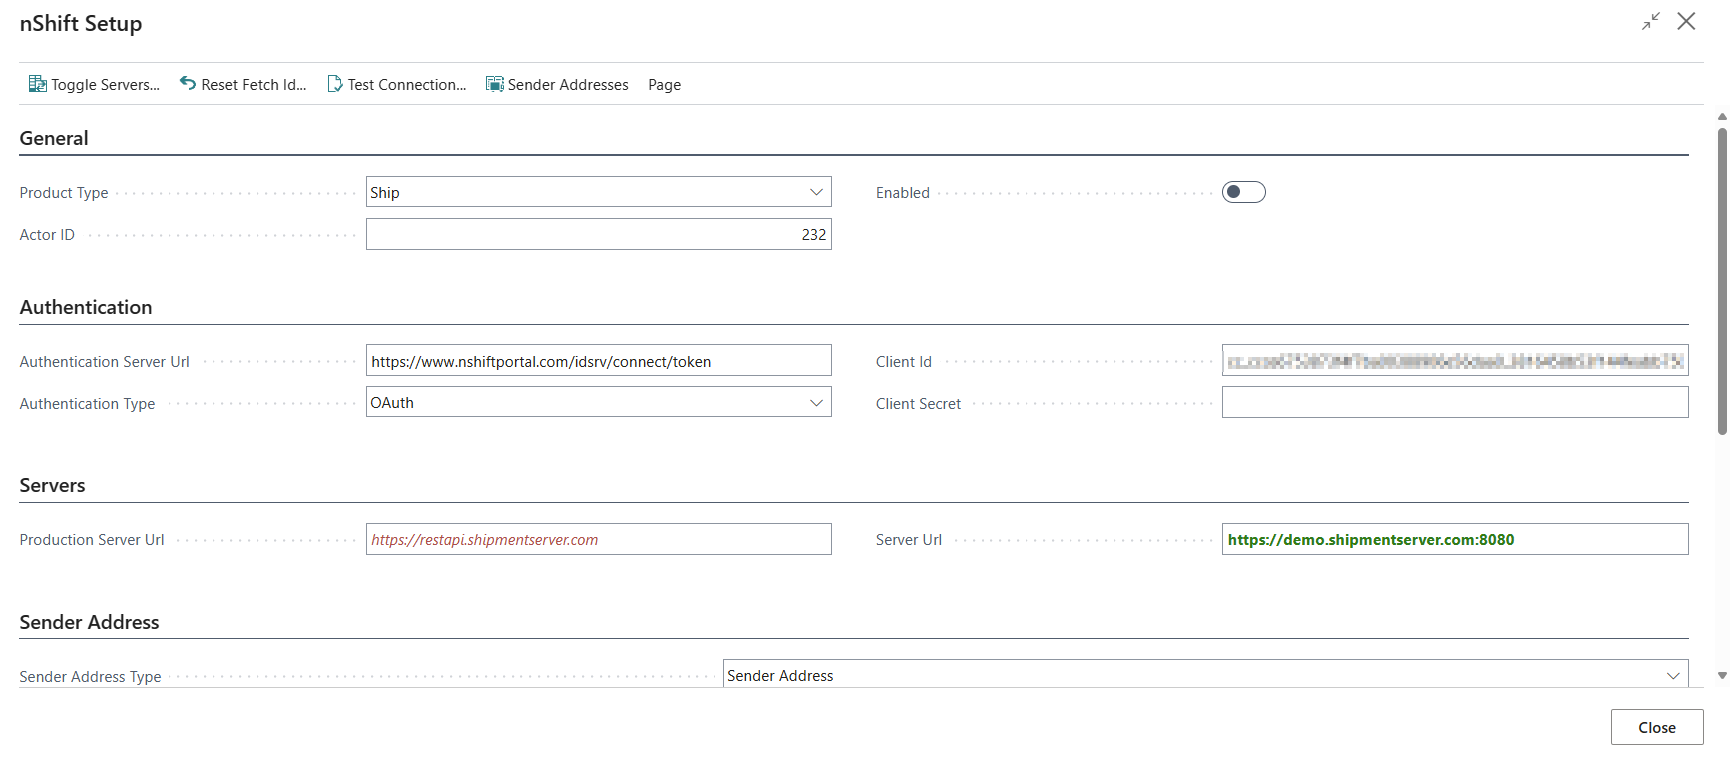 nShift Setup
Toggle Servers... Reset Fetch Id... Test Connection... Sender Addresses Page
General
Product Type Ship Enabled
Actor ID 232
Authentication
Authentication Server Url https://www.nshiftportal.com/idsrv/connect/token Client Id
Authentication Type OAuth Client Secret
Servers
Production Server Url https://restapi.shipmentserver.com Server Url https://demo.shipmentserver.com:8080
Sender Address
Sender Address Type Sender Address
Close